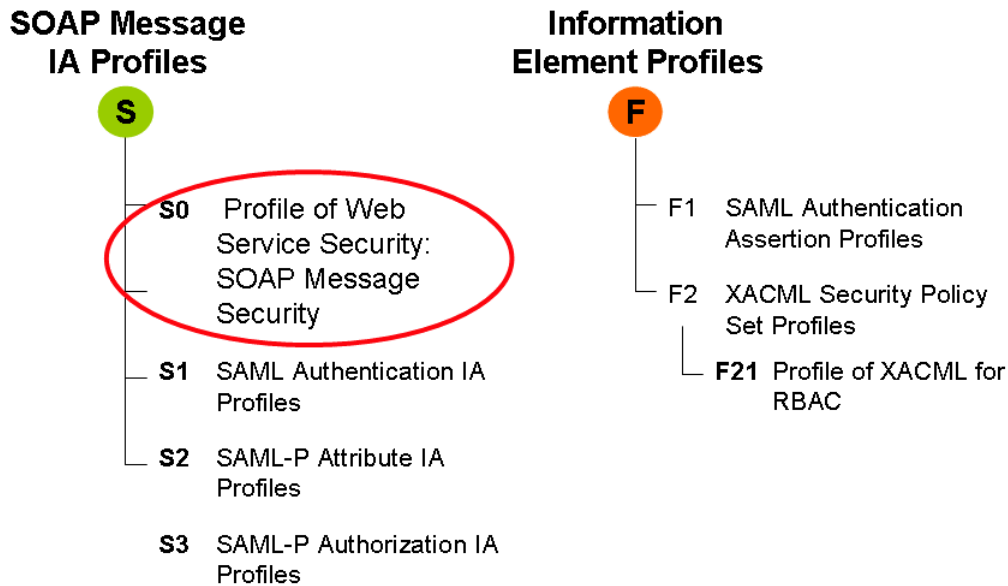 SOAP Message
IA Profiles
S
S0 Profile of Web
Service Security:
SOAP Message
Security
S1 SAML Authentication IA
Profiles
S2 SAML-P Attribute IA
Profiles
S3 SAML-P Authorization IA
Profiles
Information
Element Profiles
F
F1 SAML Authentication
Assertion Profiles
F2 XACML Security Policy
Set Profiles
F21 Profile of XACML for
RBAC